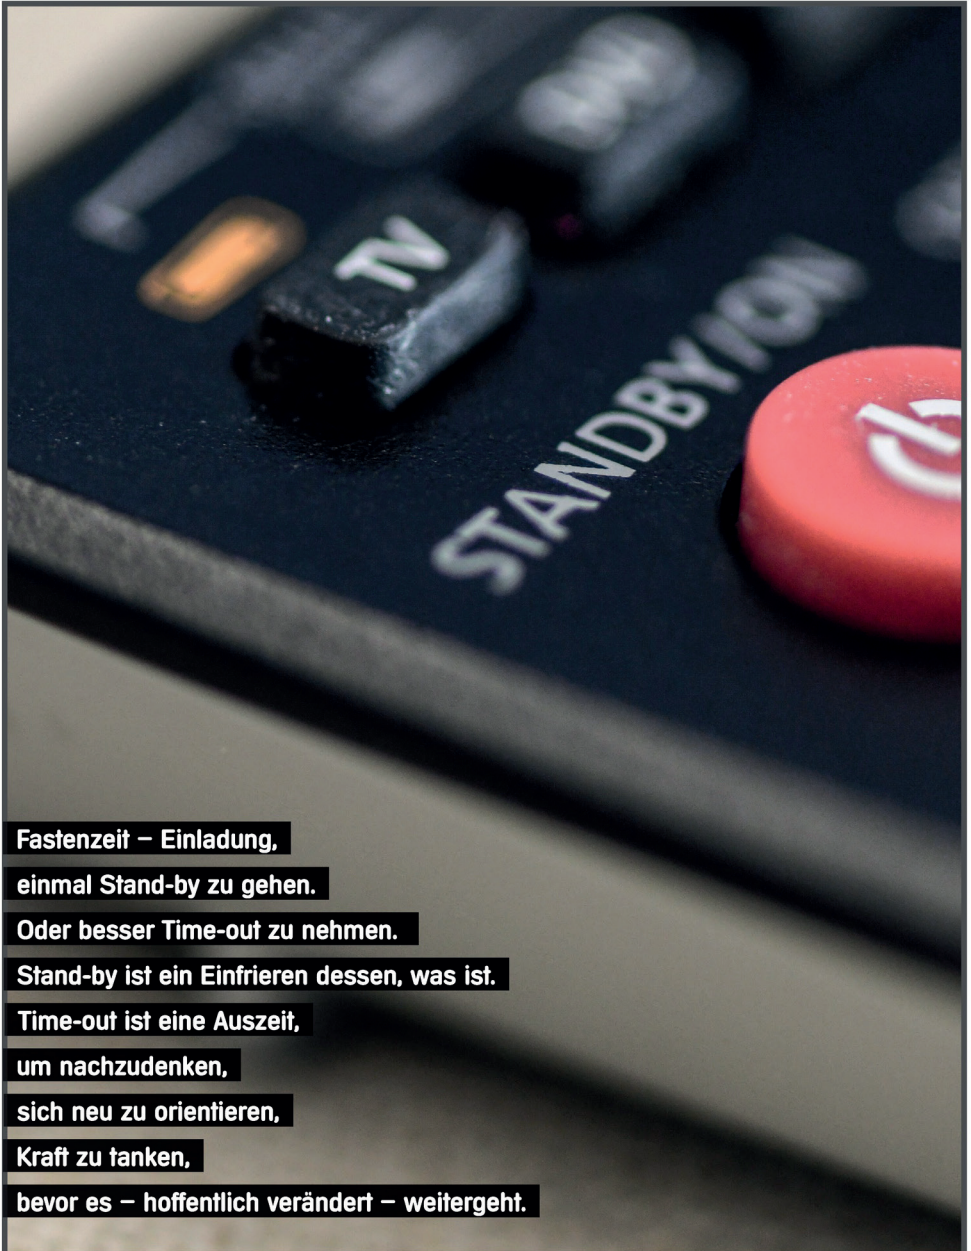 TV
STANDBY/ON
Fastenzeit – Einladung,
einmal Stand-by zu gehen.
Oder besser Time-out zu nehmen.
Stand-by ist ein Einfrieren dessen, was ist.
Time-out ist eine Auszeit,
um nachzudenken,
sich neu zu orientieren,
Kraft zu tanken,
bevor es – hoffentlich verändert – weitergeht.